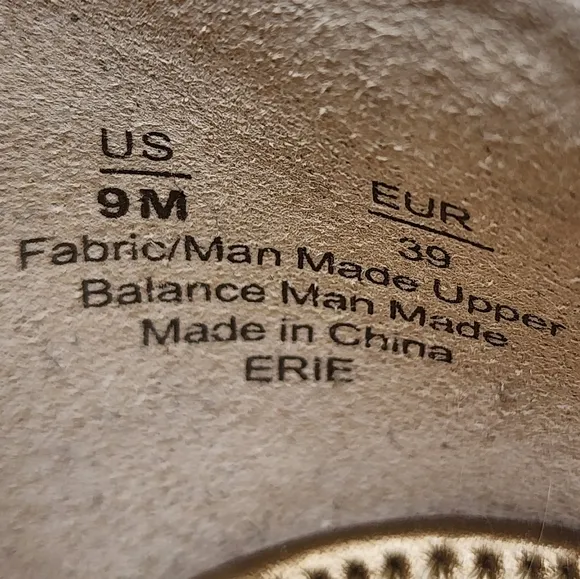 US
9M
EUR
39
Fabric/Man Made Upper
Balance Man Made
Made in China
ERIE